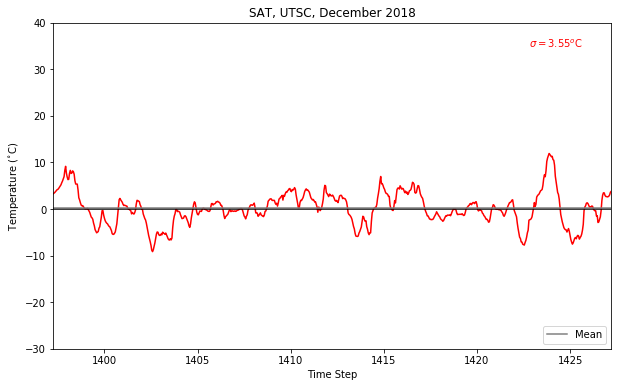 SAT, UTSC, December 2018
σ = 3.55°C
Temperature (°C)
40
30
20
10
0
−10
−20
−30
1400
1405
1410
1415
1420
1425
Time Step
Mean